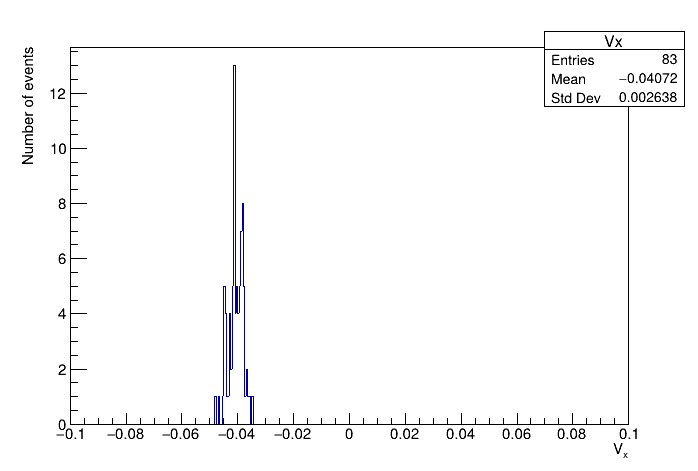 Vx
Entries 83
Mean −0.04072
Std Dev 0.002638
Number of events
12
10
8
6
4
2
0
−0.1 −0.08 −0.06 −0.04 −0.02 0 0.02 0.04 0.06 0.08 0.1
Vx